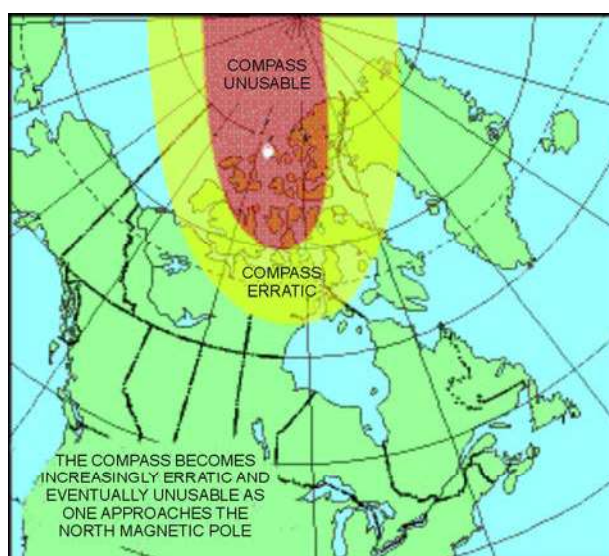 COMPASS
UNUSABLE
COMPASS
ERRATIC
THE COMPASS BECOMES
INCREASINGLY ERRATIC AND
EVENTUALLY UNUSABLE AS
ONE APPROACHES THE
NORTH MAGNETIC POLE